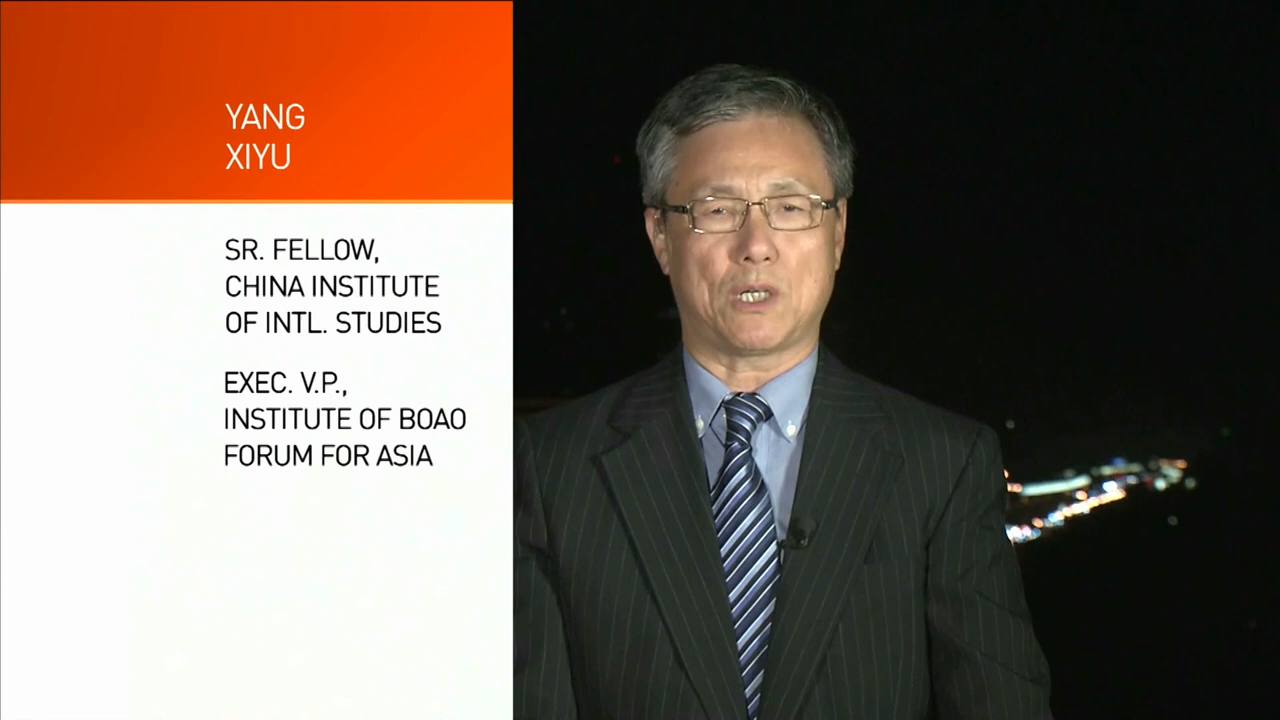 YANG
XIYU
SR. FELLOW,
CHINA INSTITUTE
OF INTL. STUDIES
EXEC. V.P.,
INSTITUTE OF BOAO
FORUM FOR ASIA